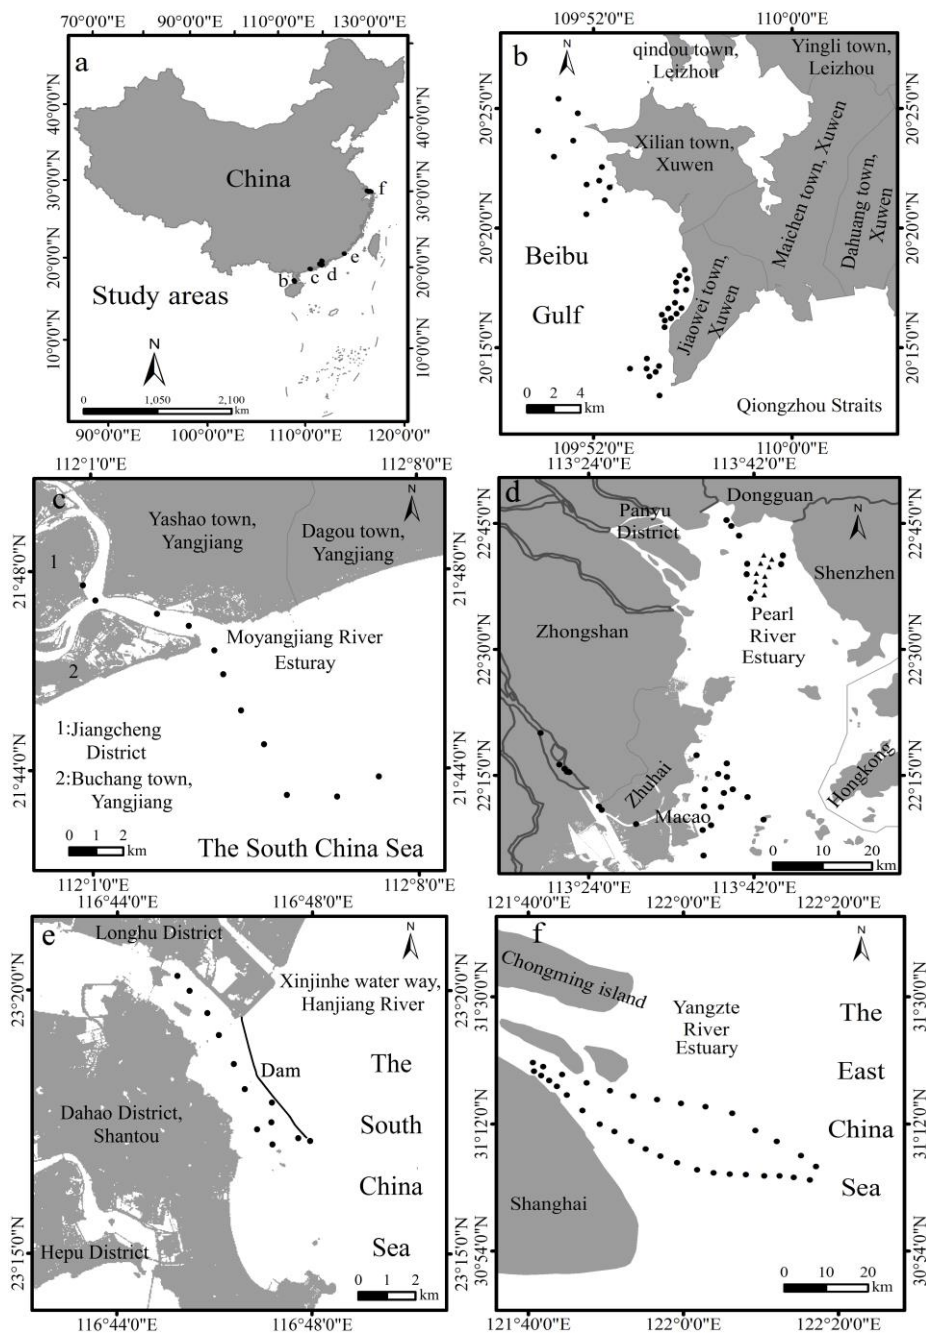 70°0'0"E 90°0'0"E 110°0'0"E 130°0'0"E
a
40°0'0"N
30°0'0"N
20°0'0"N
10°0'0"N
China
f
e
d
c
b
Study areas
N
0 1,050 2,100
km
40°0'0"N
30°0'0"N
20°0'0"N
10°0'0"N
90°0'0"E 100°0'0"E 110°0'0"E 120°0'0"E
109°52'0"E 110°0'0"E
b
N
qindou town,
Leizhou
Yingli town,
Leizhou
Xilian town,
Xuwen
Maichen town, Xuwen
Dahuang town,
Xuwen
Jiaowei town,
Xuwen
Beibu
Gulf
0 2 4
km
Qiongzhou Straits
20°25'0"N
20°20'0"N
20°15'0"N
20°25'0"N
20°20'0"N
20°15'0"N
109°52'0"E 110°0'0"E
112°1'0"E 112°8'0"E
c
N
Yashao town,
Yangjiang
Dagou town,
Yangjiang
1
2
Moyangjiang River
Esturay
1:Jiangcheng
District
2:Buchang town,
Yangjiang
0 1 2
km
The South China Sea
21°48'0"N
21°44'0"N
21°48'0"N
21°44'0"N
112°1'0"E 112°8'0"E
113°24'0"E 113°42'0"E
d
N
Panyu
District
Dongguan
Shenzhen
Zhongshan
Pearl
River
Estuary
Zhuhai
Macao
Hongkong
0 10 20
km
22°45'0"N
22°30'0"N
22°15'0"N
22°45'0"N
22°30'0"N
22°15'0"N
113°24'0"E 113°42'0"E
116°44'0"E 116°48'0"E
e
N
Longhu District
Xinjinhe water way,
Hanjiang River
The
Dam
Dahao District,
Shantou
South
China
Hepu District
Sea
0 1 2
km
23°20'0"N
23°15'0"N
23°20'0"N
23°15'0"N
116°44'0"E 116°48'0"E
121°40'0"E 122°0'0"E 122°20'0"E
f
N
Chongming island
Yangzte
River
Estuary
The
East
China
Sea
Shanghai
0 10 20
km
31°30'0"N
31°12'0"N
30°54'0"N
31°30'0"N
31°12'0"N
30°54'0"N
121°40'0"E 122°0'0"E 122°20'0"E